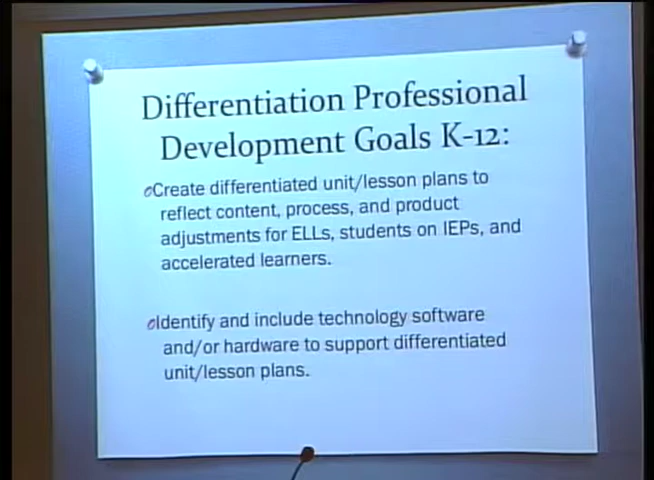 Differentiation Professional
Development Goals K-12:
Create differentiated unit/lesson plans to
reflect content, process, and product
adjustments for ELLs, students on IEPs, and
accelerated learners.
Identify and include technology software
and/or hardware to support differentiated
unit/lesson plans.